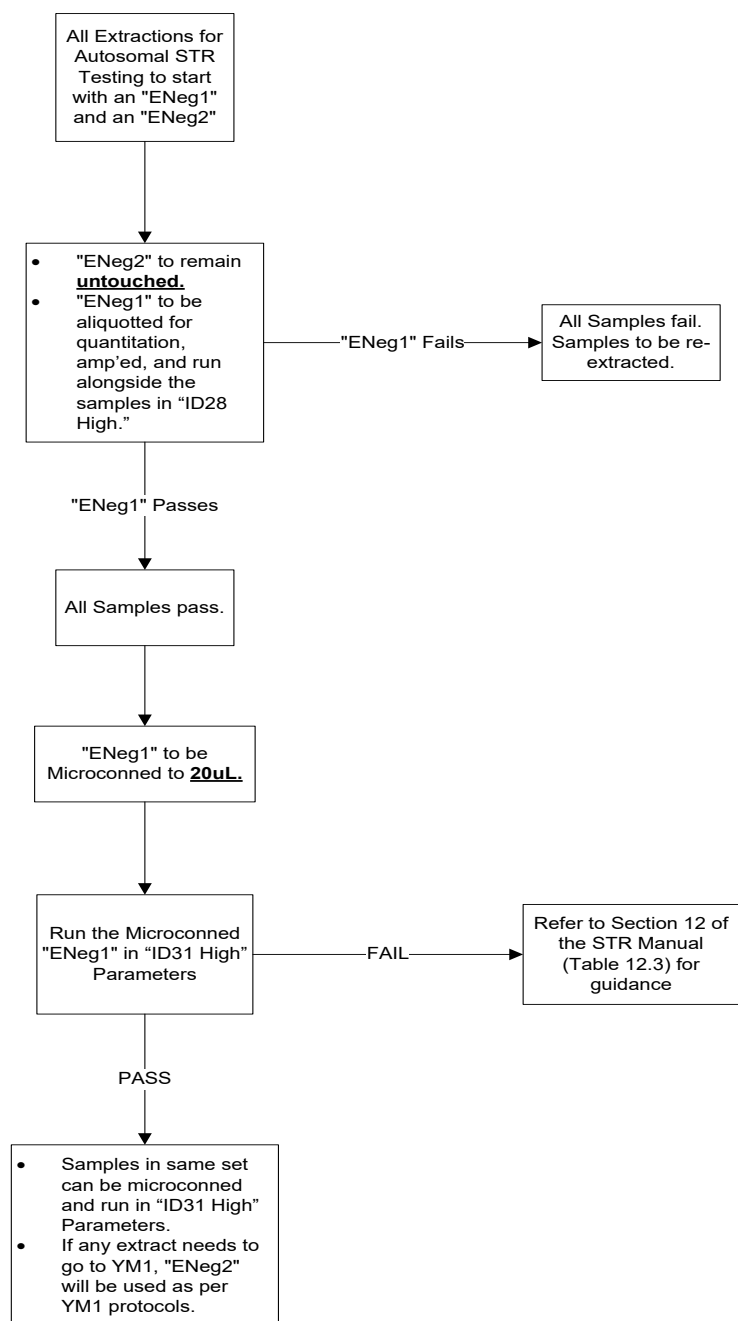 All Extractions for
Autosomal STR
Testing to start
with an "ENeg1"
and an "ENeg2"
• "ENeg2" to remain
untouched.
• "ENeg1" to be
aliquotted for
quantitation,
amp’ed, and run
alongside the
samples in “ID28
High.”
"ENeg1" Fails
All Samples fail.
Samples to be re-
extracted.
"ENeg1" Passes
All Samples pass.
"ENeg1" to be
Microconned to 20uL.
Run the Microconned
"ENeg1" in “ID31 High”
Parameters
FAIL
Refer to Section 12 of
the STR Manual
(Table 12.3) for
guidance
PASS
• Samples in same set
can be microconned
and run in “ID31 High”
Parameters.
• If any extract needs to
go to YM1, "ENeg2"
will be used as per
YM1 protocols.